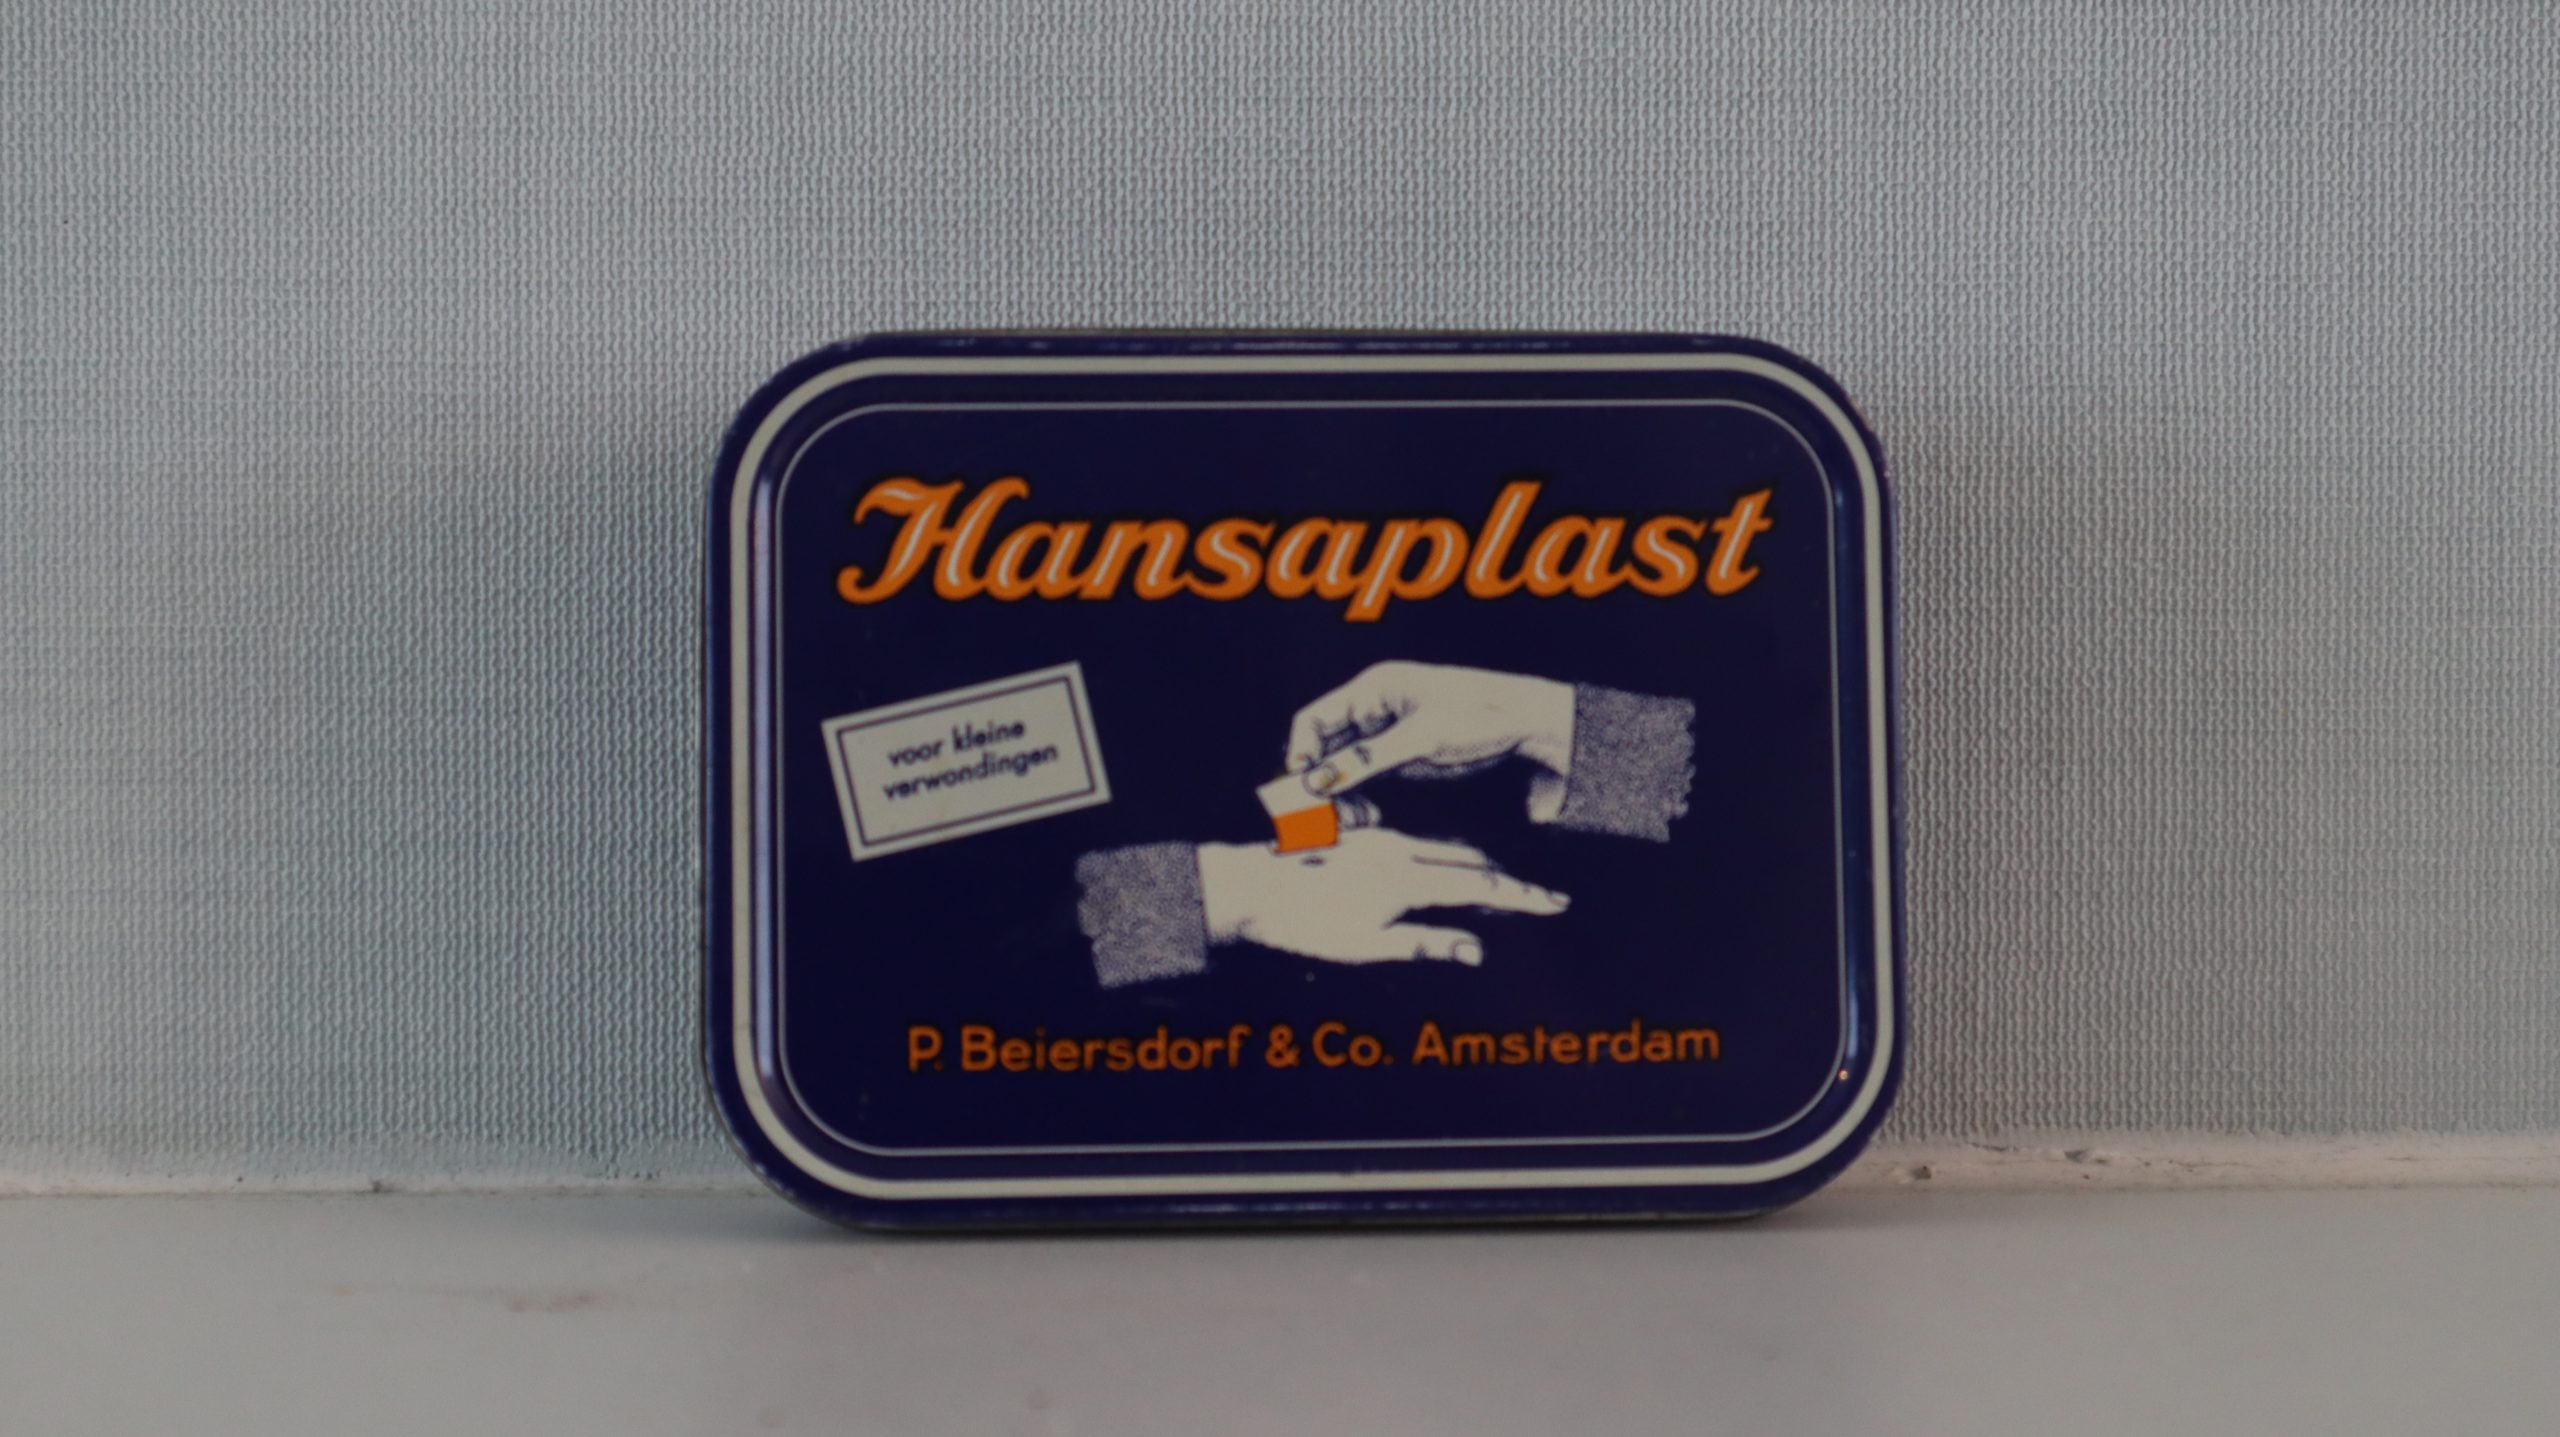 Hansaplast
voor kleine
verwondingen
P. Beiersdorf & Co. Amsterdam